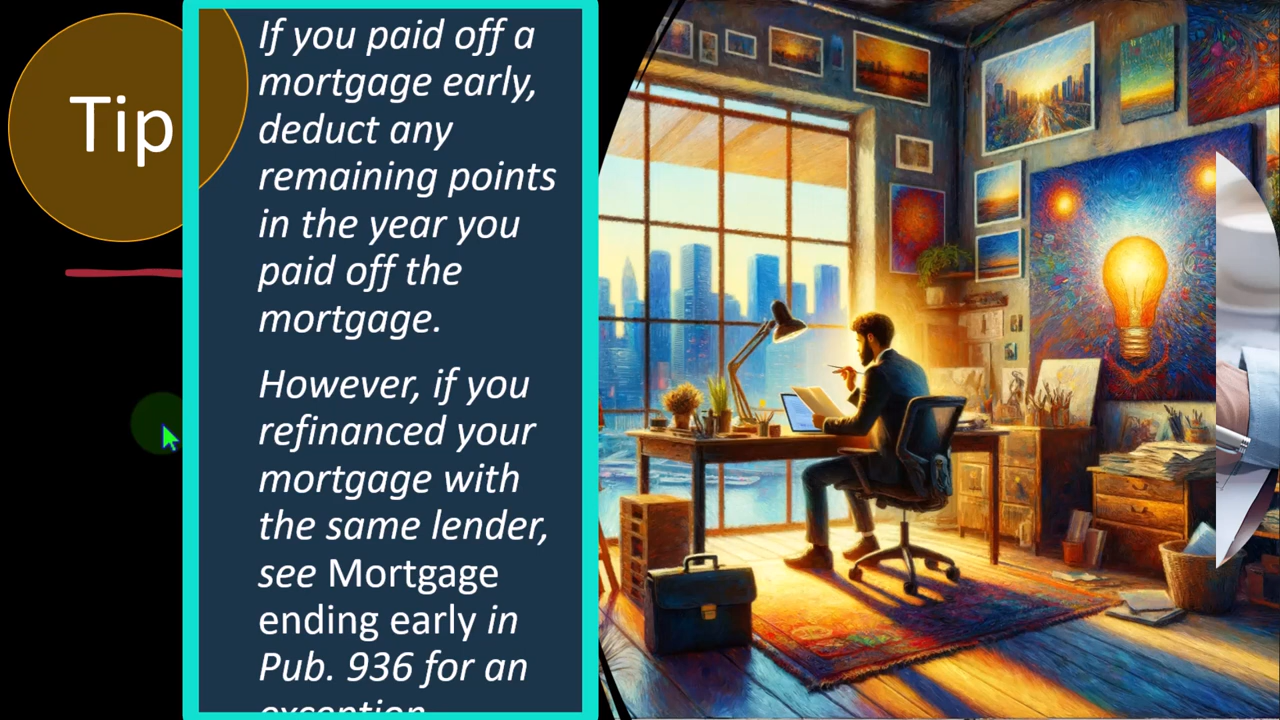 Tip
If you paid off a
mortgage early,
deduct any
remaining points
in the year you
paid off the
mortgage.
However, if you
refinanced your
mortgage with
the same lender,
see Mortgage
ending early in
Pub. 936 for an
exception